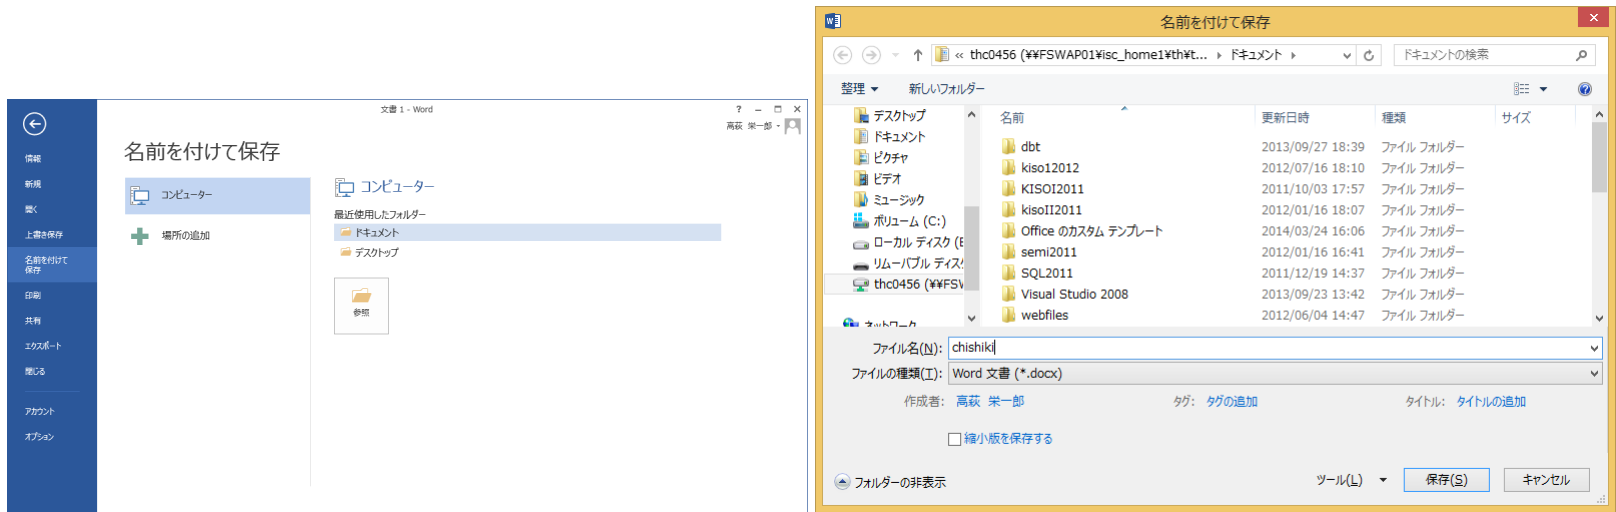 文書 1 - Word
?
高萩 栄一郎
情報
新規
開く
上書き保存
名前を付けて
保存
印刷
共有
エクスポート
閉じる
アカウント
オプション
名前を付けて保存
コンピューター
場所の追加
コンピューター
最近使用したフォルダー
ドキュメント
デスクトップ
参照
名前を付けて保存
« thc0456 (¥¥FSWAP01¥isc_home1¥th¥t... ドキュメント
ドキュメントの検索
整理 新しいフォルダー
デスクトップ
ドキュメント
ピクチャ
ビデオ
ミュージック
ボリューム (C:)
ローカル ディスク (E
リムーバブル ディス
thc0456 (¥¥FSV
ネットワーク
名前 更新日時 種類 サイズ
dbt 2013/09/27 18:39 ファイル フォルダー
kiso12012 2012/07/16 18:10 ファイル フォルダー
KISOI2011 2011/10/03 17:57 ファイル フォルダー
kisoII2011 2012/01/16 18:07 ファイル フォルダー
Office のカスタム テンプレート 2014/03/24 16:06 ファイル フォルダー
semi2011 2012/01/16 16:41 ファイル フォルダー
SQL2011 2011/12/19 14:37 ファイル フォルダー
Visual Studio 2008 2013/09/23 13:42 ファイル フォルダー
webfiles 2012/06/04 14:47 ファイル フォルダー
ファイル名(N): chishiki
ファイルの種類(T): Word 文書 (*.docx)
作成者: 高萩 栄一郎 タグ: タグの追加 タイトル: タイトルの追加
縮小版を保存する
フォルダーの非表示 ツール(L) 保存(S) キャンセル